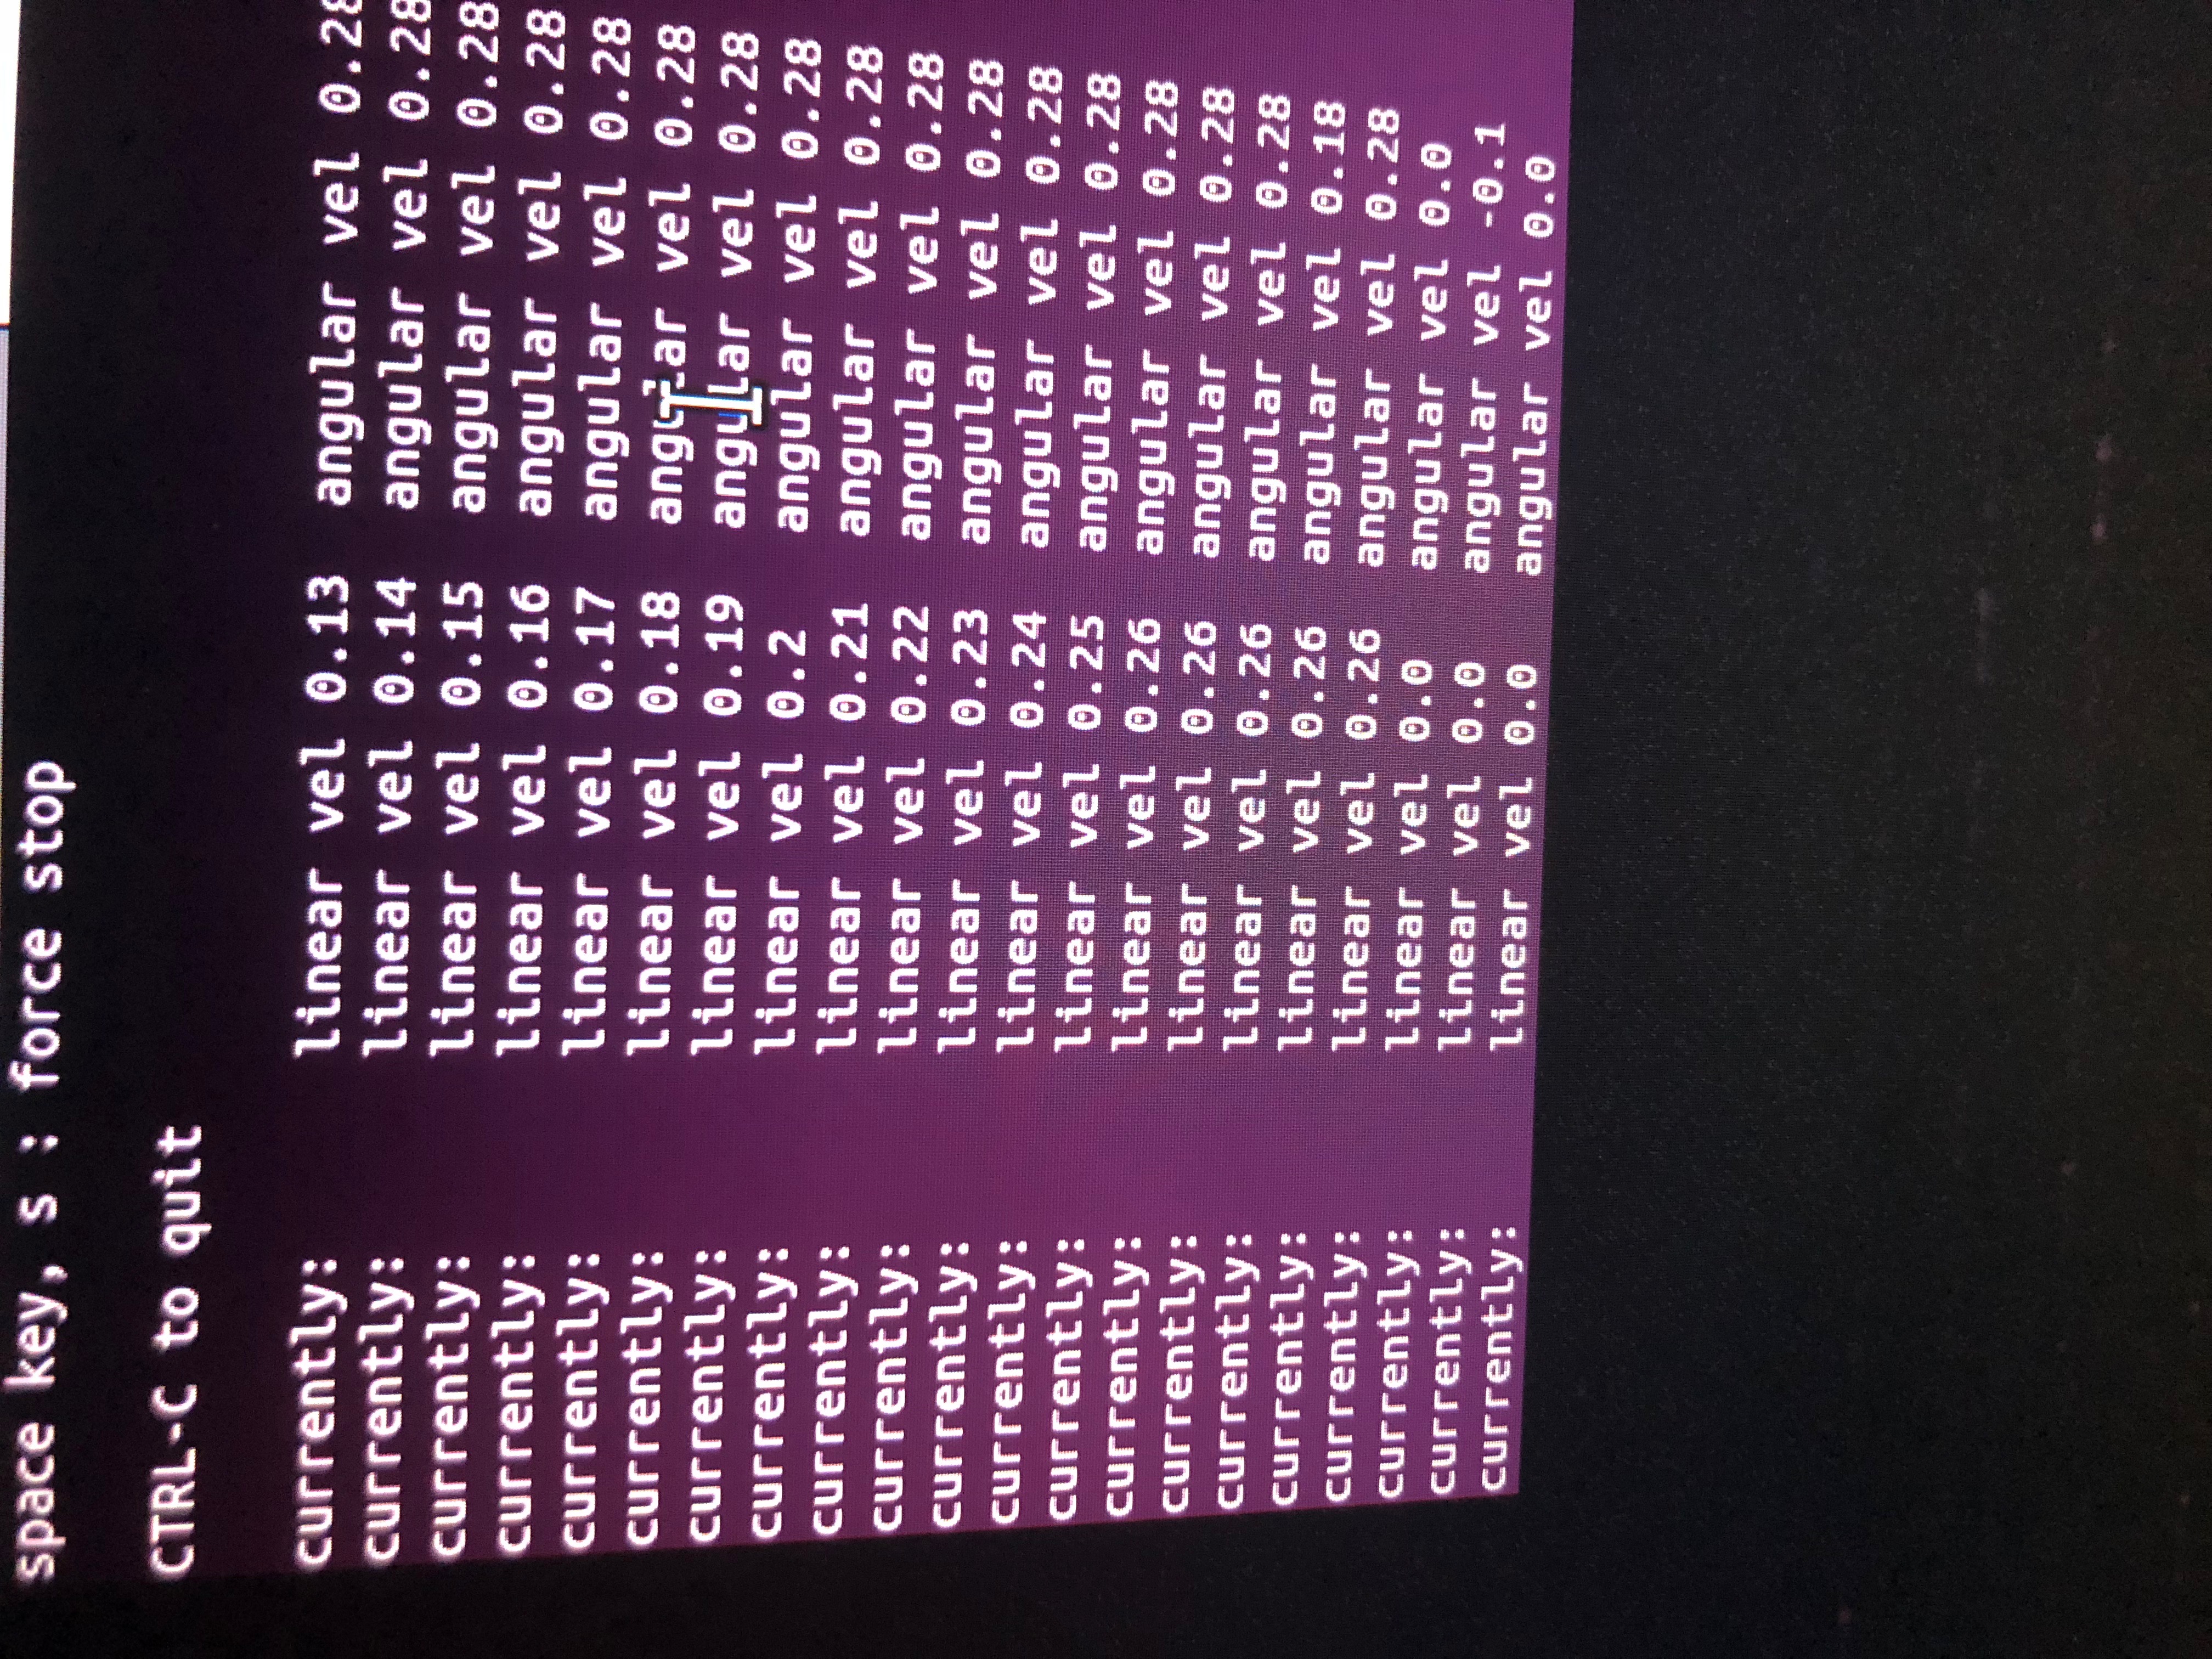 space key, s : force stop
CTRL-C to quit
currently: linear vel 0.13 angular vel 0.28
currently: linear vel 0.14 angular vel 0.28
currently: linear vel 0.15 angular vel 0.28
currently: linear vel 0.16 angular vel 0.28
currently: linear vel 0.17 angular vel 0.28
currently: linear vel 0.18 angular vel 0.28
currently: linear vel 0.19 angular vel 0.28
currently: linear vel 0.2 angular vel 0.28
currently: linear vel 0.21 angular vel 0.28
currently: linear vel 0.22 angular vel 0.28
currently: linear vel 0.23 angular vel 0.28
currently: linear vel 0.24 angular vel 0.28
currently: linear vel 0.25 angular vel 0.28
currently: linear vel 0.26 angular vel 0.28
currently: linear vel 0.26 angular vel 0.28
currently: linear vel 0.26 angular vel 0.28
currently: linear vel 0.26 angular vel 0.18
currently: linear vel 0.26 angular vel 0.28
currently: linear vel 0.0 angular vel 0.0
currently: linear vel 0.0 angular vel -0.1
currently: linear vel 0.0 angular vel 0.0